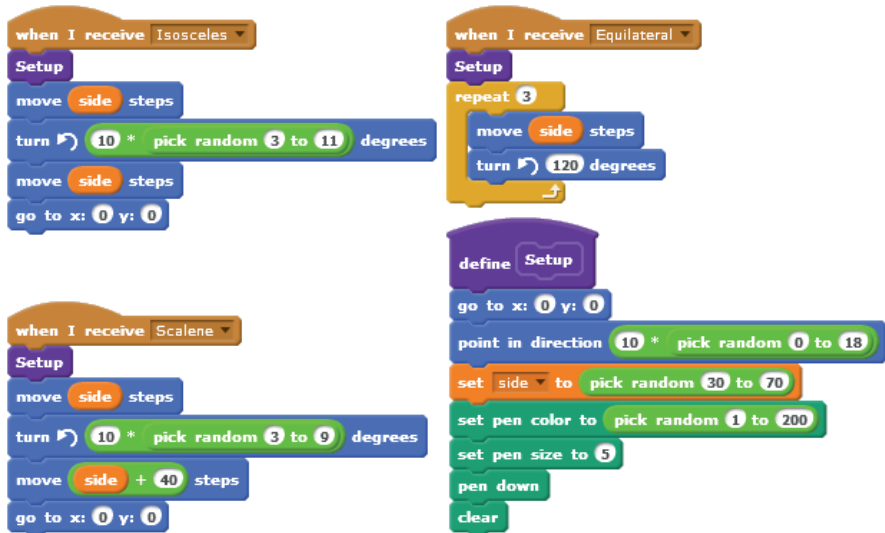 when I receive Isosceles
Setup
move side steps
turn 10 * pick random 3 to 11 degrees
move side steps
go to x: 0 y: 0
when I receive Scalene
Setup
move side steps
turn 10 * pick random 3 to 9 degrees
move side + 40 steps
go to x: 0 y: 0
when I receive Equilateral
Setup
repeat 3
move side steps
turn 120 degrees
define Setup
go to x: 0 y: 0
point in direction 10 * pick random 0 to 18
set side to pick random 30 to 70
set pen color to pick random 1 to 200
set pen size to 5
pen down
clear